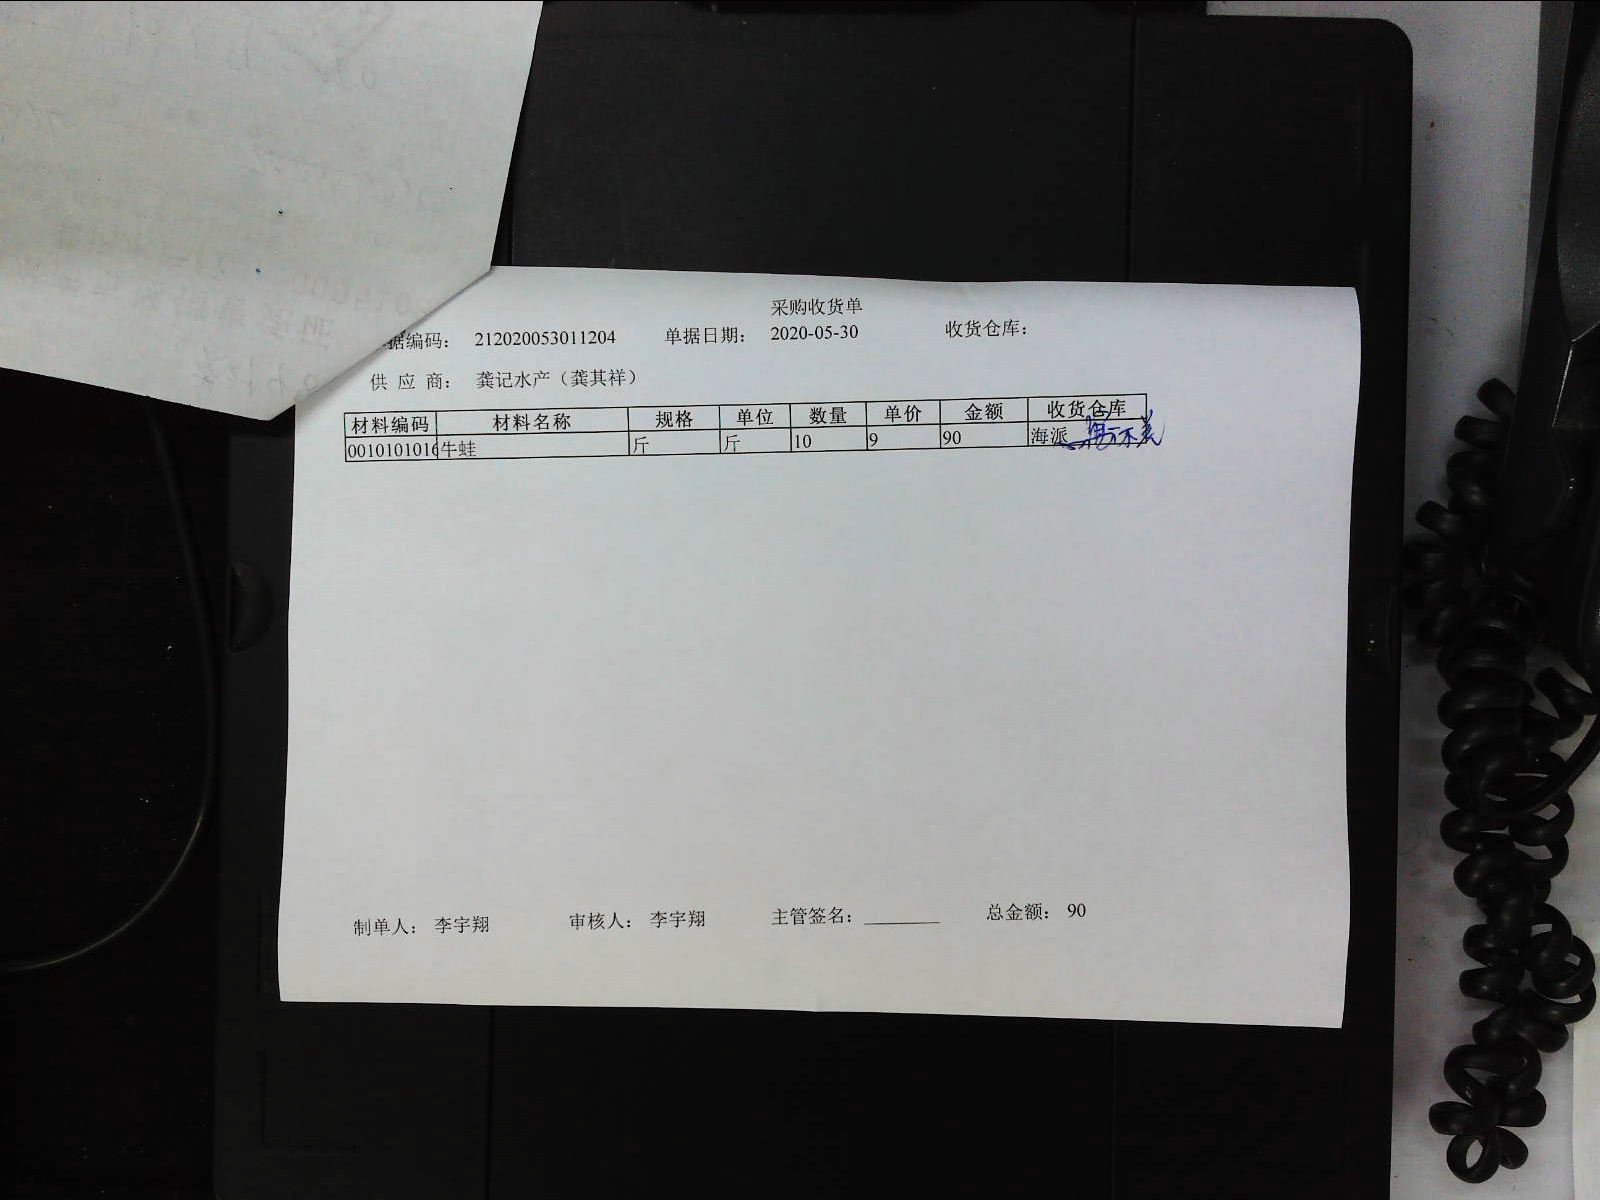 采购收货单
据编码： 212020053011204 单据日期： 2020-05-30 收货仓库：
供应商： 龚记水产（龚其祥）
材料编码 材料名称 规格 单位 数量 单价 金额 收货仓库
0010101016 牛蛙 斤 斤 10 9 90 海派
制单人： 李宇翔 审核人： 李宇翔 主管签名： 总金额： 90